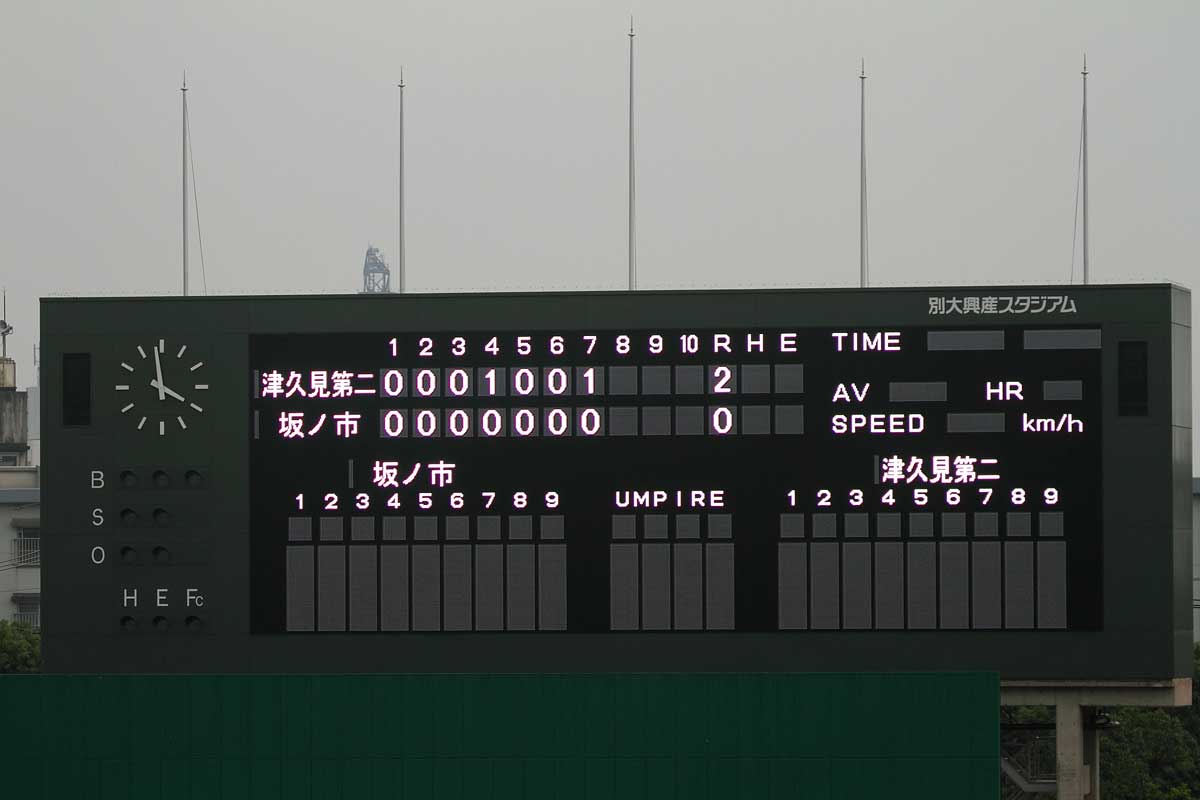 別大興産スタジアム
1 2 3 4 5 6 7 8 9 10 R H E
津久見第二 0 0 0 1 0 0 1 2
坂ノ市 0 0 0 0 0 0 0 0
TIME
AV HR
SPEED km/h
B
S
O
H E Fc
坂ノ市
1 2 3 4 5 6 7 8 9
UMPIRE
津久見第二
1 2 3 4 5 6 7 8 9